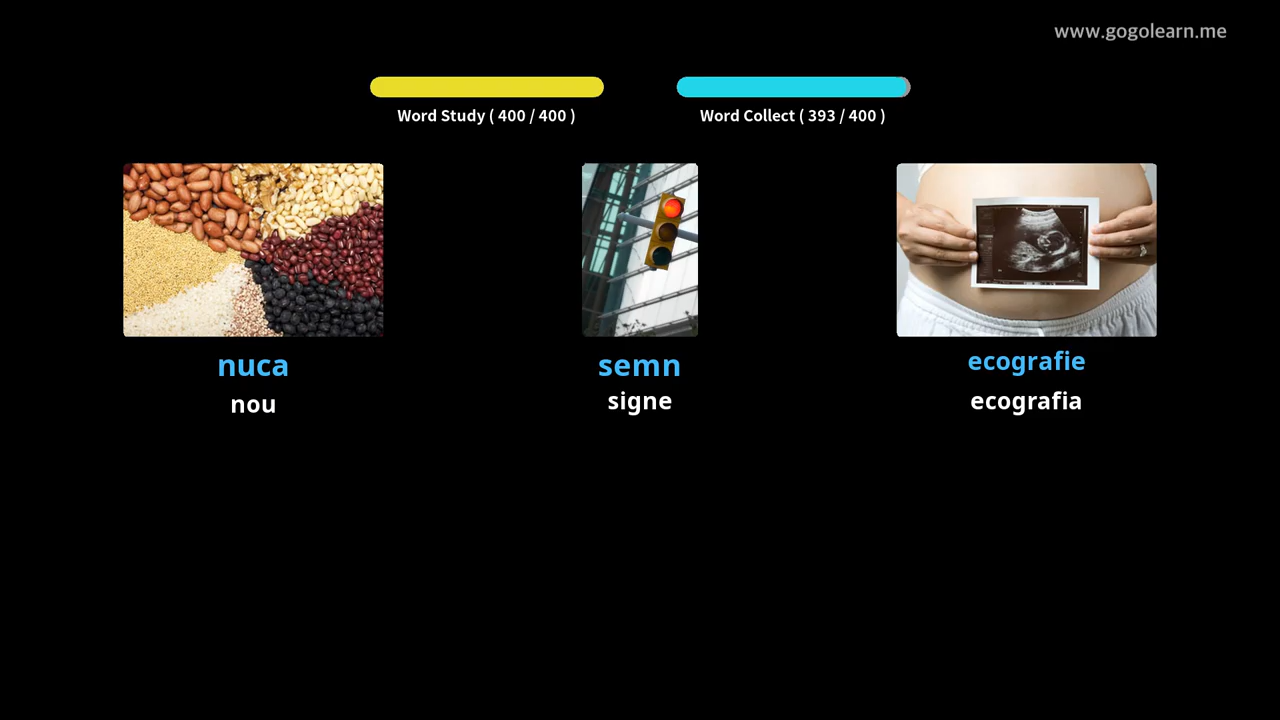 www.gogolearn.me
Word Study ( 400 / 400 )
Word Collect ( 393 / 400 )
nuca
nou
semn
signe
ecografie
ecografia